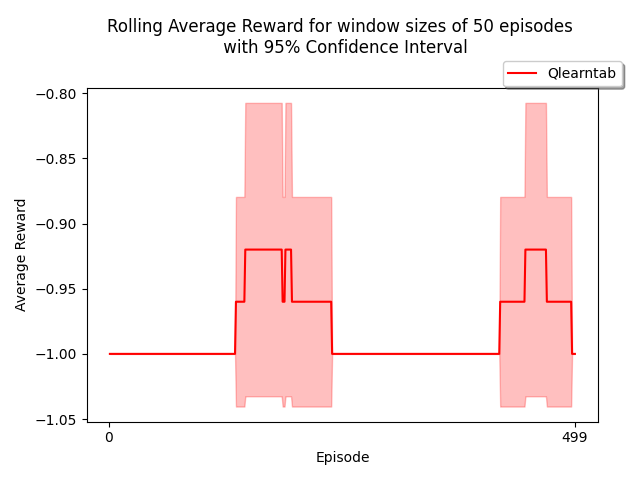 Rolling Average Reward for window sizes of 50 episodes
with 95% Confidence Interval
Qlearntab
−0.80
−0.85
−0.90
−0.95
−1.00
−1.05
Average Reward
0
499
Episode